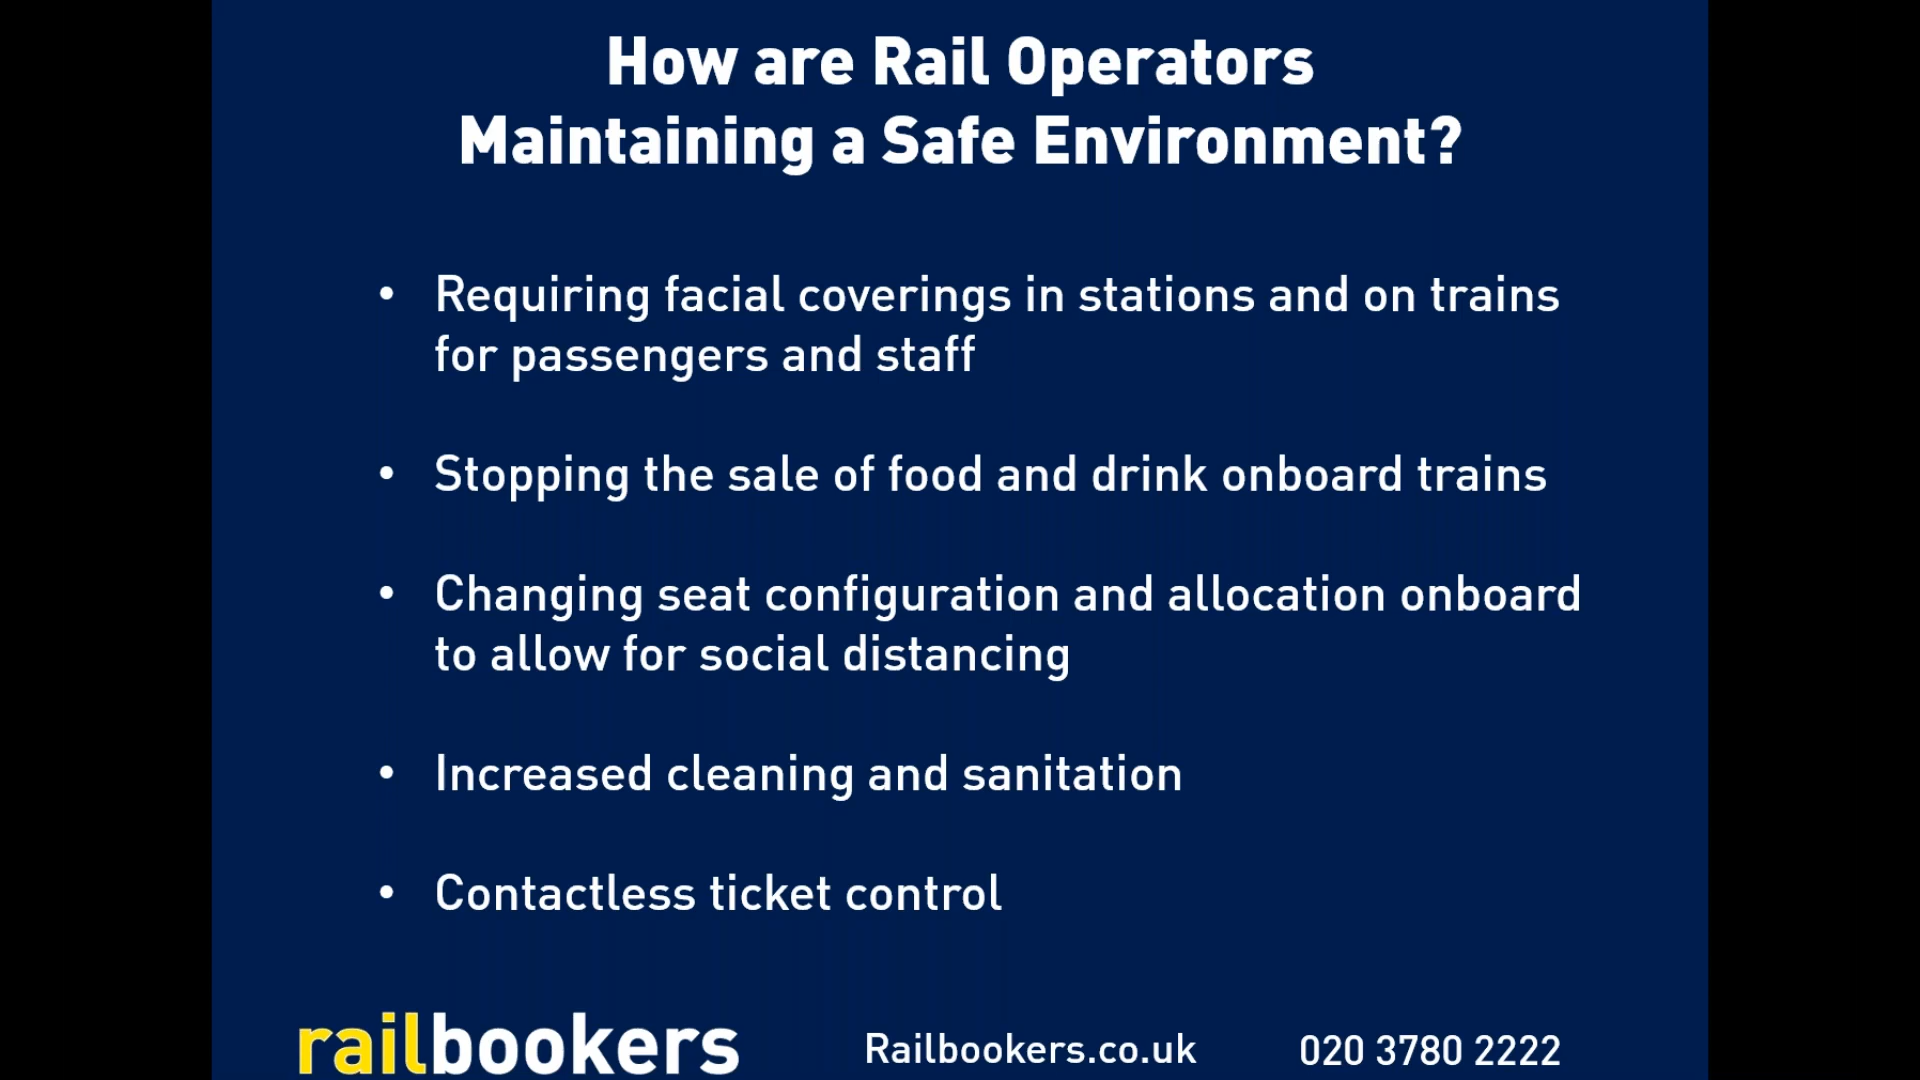 How are Rail Operators
Maintaining a Safe Environment?
• Requiring facial coverings in stations and on trains
for passengers and staff
• Stopping the sale of food and drink onboard trains
• Changing seat configuration and allocation onboard
to allow for social distancing
• Increased cleaning and sanitation
• Contactless ticket control
railbookers Railbookers.co.uk 020 3780 2222